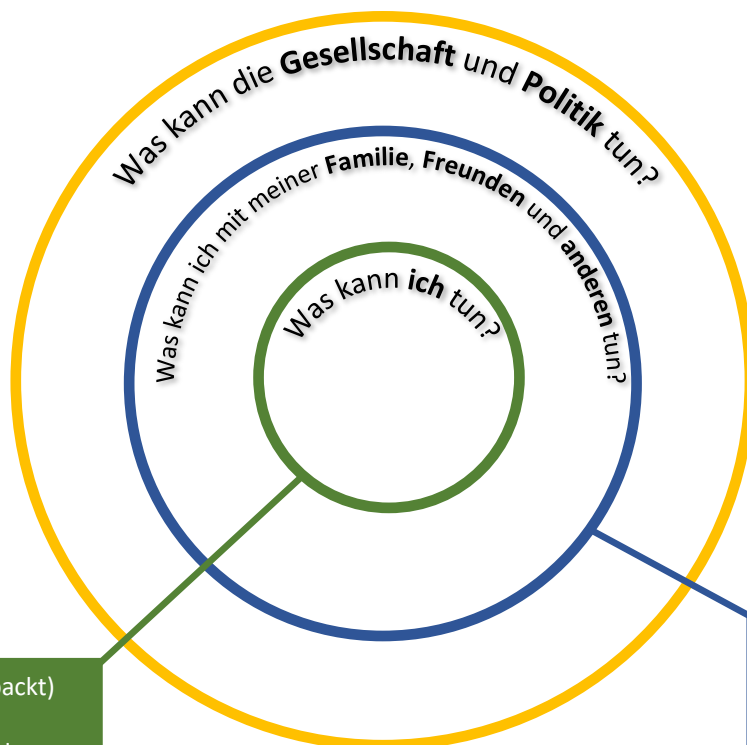 Was kann die Gesellschaft und Politik tun?
Was kann ich mit meiner Familie, Freunden und anderen tun?
Was kann ich tun?
ackt)